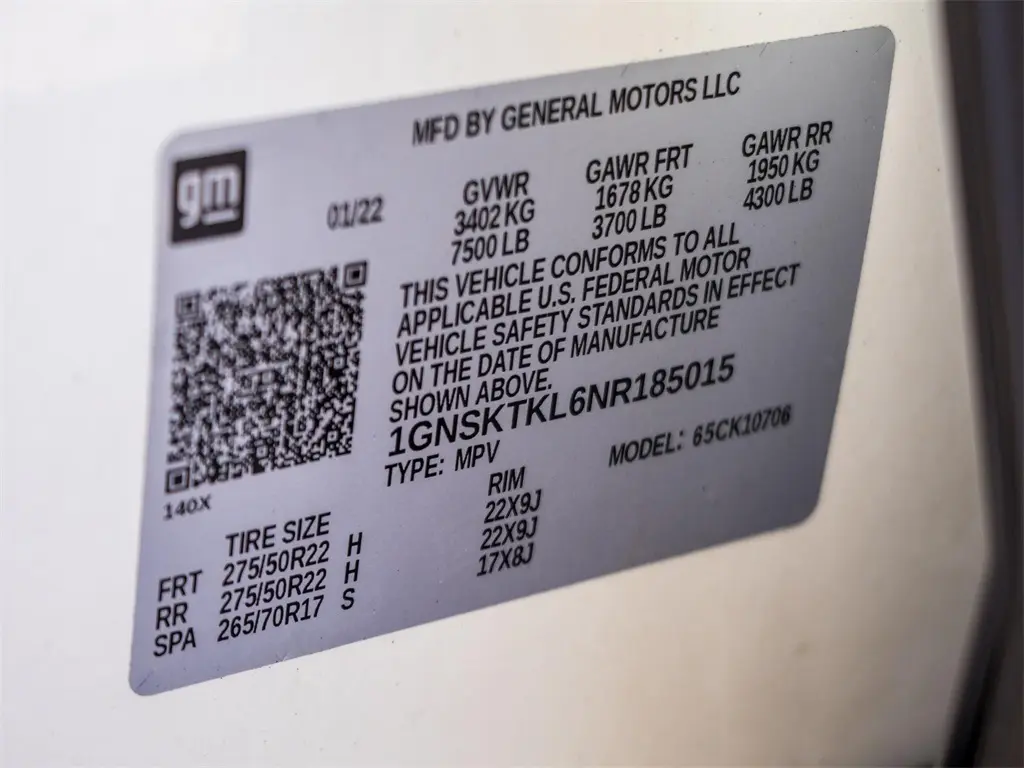 MFD BY GENERAL MOTORS LLC
gm
01/22
GVWR GAWR FRT GAWR RR
3402 KG 1678 KG 1950 KG
7500 LB 3700 LB 4300 LB
THIS VEHICLE CONFORMS TO ALL
APPLICABLE U.S. FEDERAL MOTOR
VEHICLE SAFETY STANDARDS IN EFFECT
ON THE DATE OF MANUFACTURE
SHOWN ABOVE.
1GNSKTKL6NR185015
TYPE: MPV MODEL: 65CK10706
140X
TIRE SIZE RIM
FRT 275/50R22 H 22X9J
RR 275/50R22 H 22X9J
SPA 265/70R17 S 17X8J